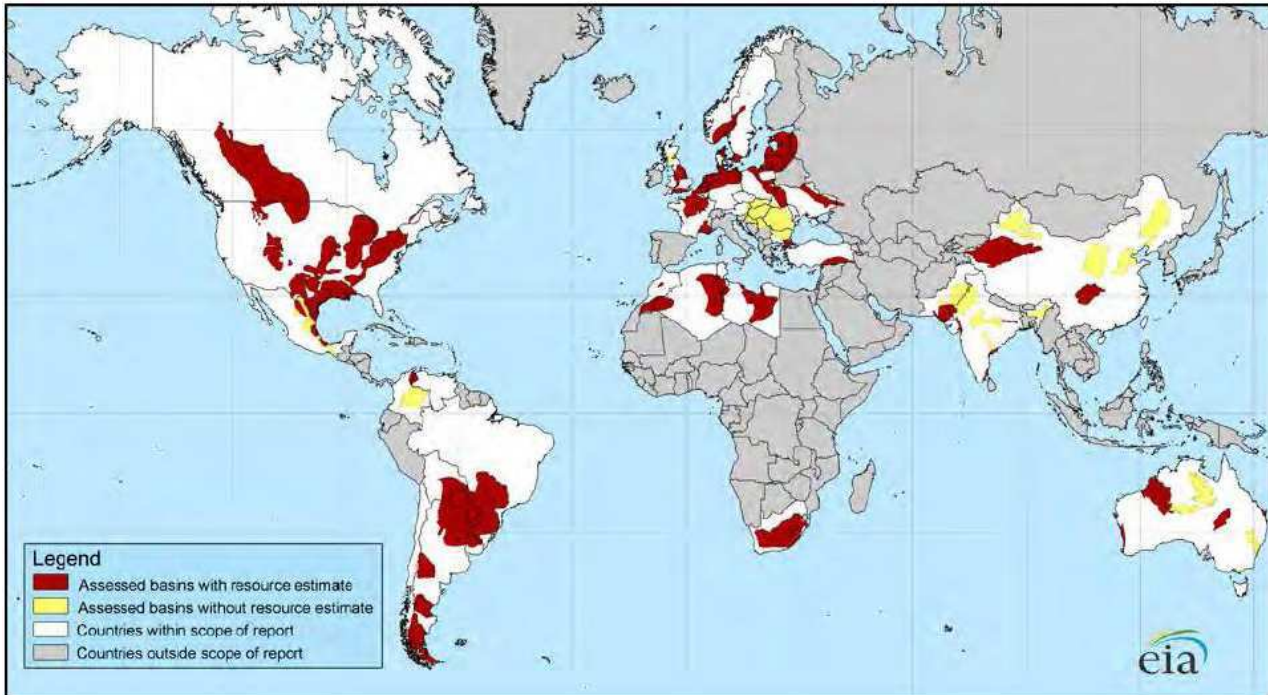 Legend
Assessed basins with resource estimate
Assessed basins without resource estimate
Countries within scope of report
Countries outside scope of report
eia